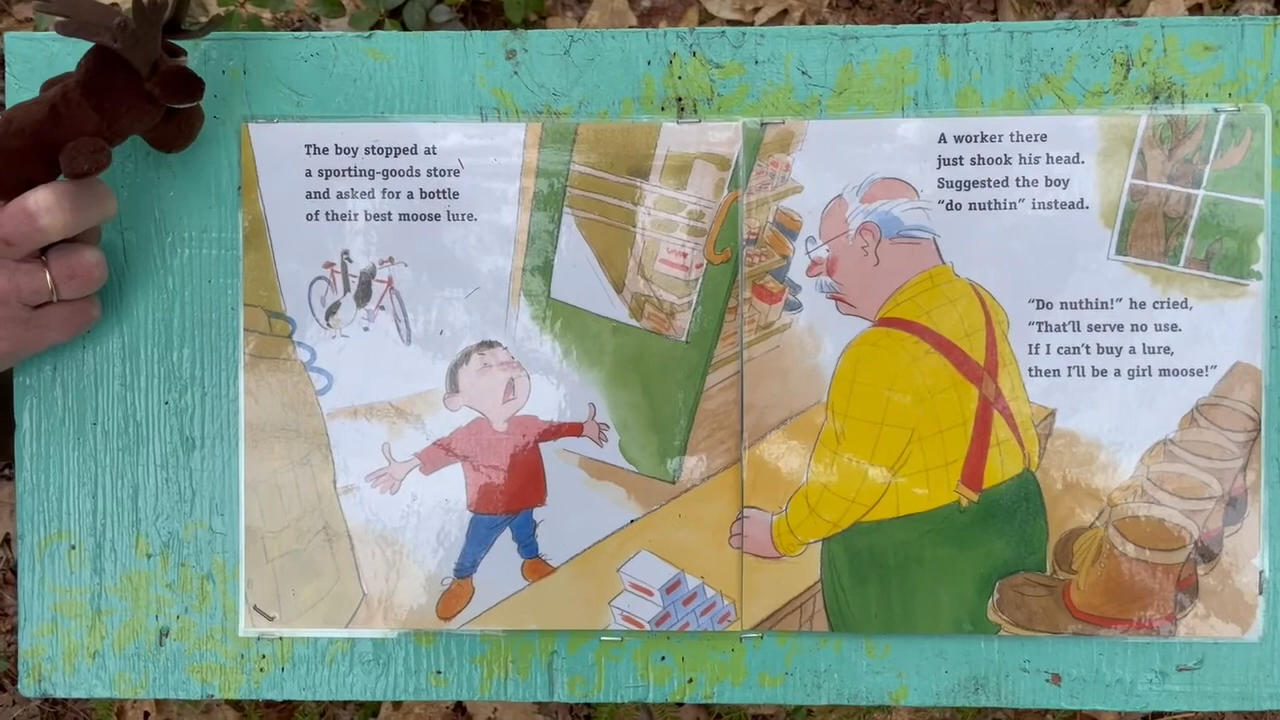 The boy stopped at
a sporting-goods store
and asked for a bottle
of their best moose lure.
A worker there
just shook his head.
Suggested the boy
“do nuthin” instead.
“Do nuthin!” he cried,
“That’ll serve no use.
If I can’t buy a lure,
then I’ll be a girl moose!”